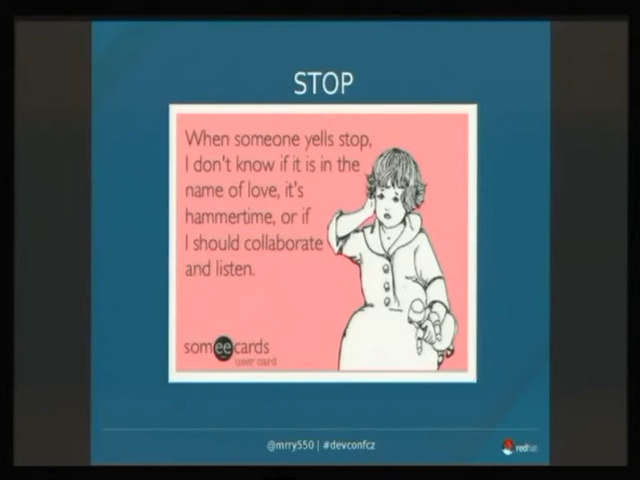 STOP
When someone yells stop,
I don't know if it is in the
name of love, it's
hammertime, or if
I should collaborate
and listen.
someecards
user card
@mrry550 | #devconfcz
redhat